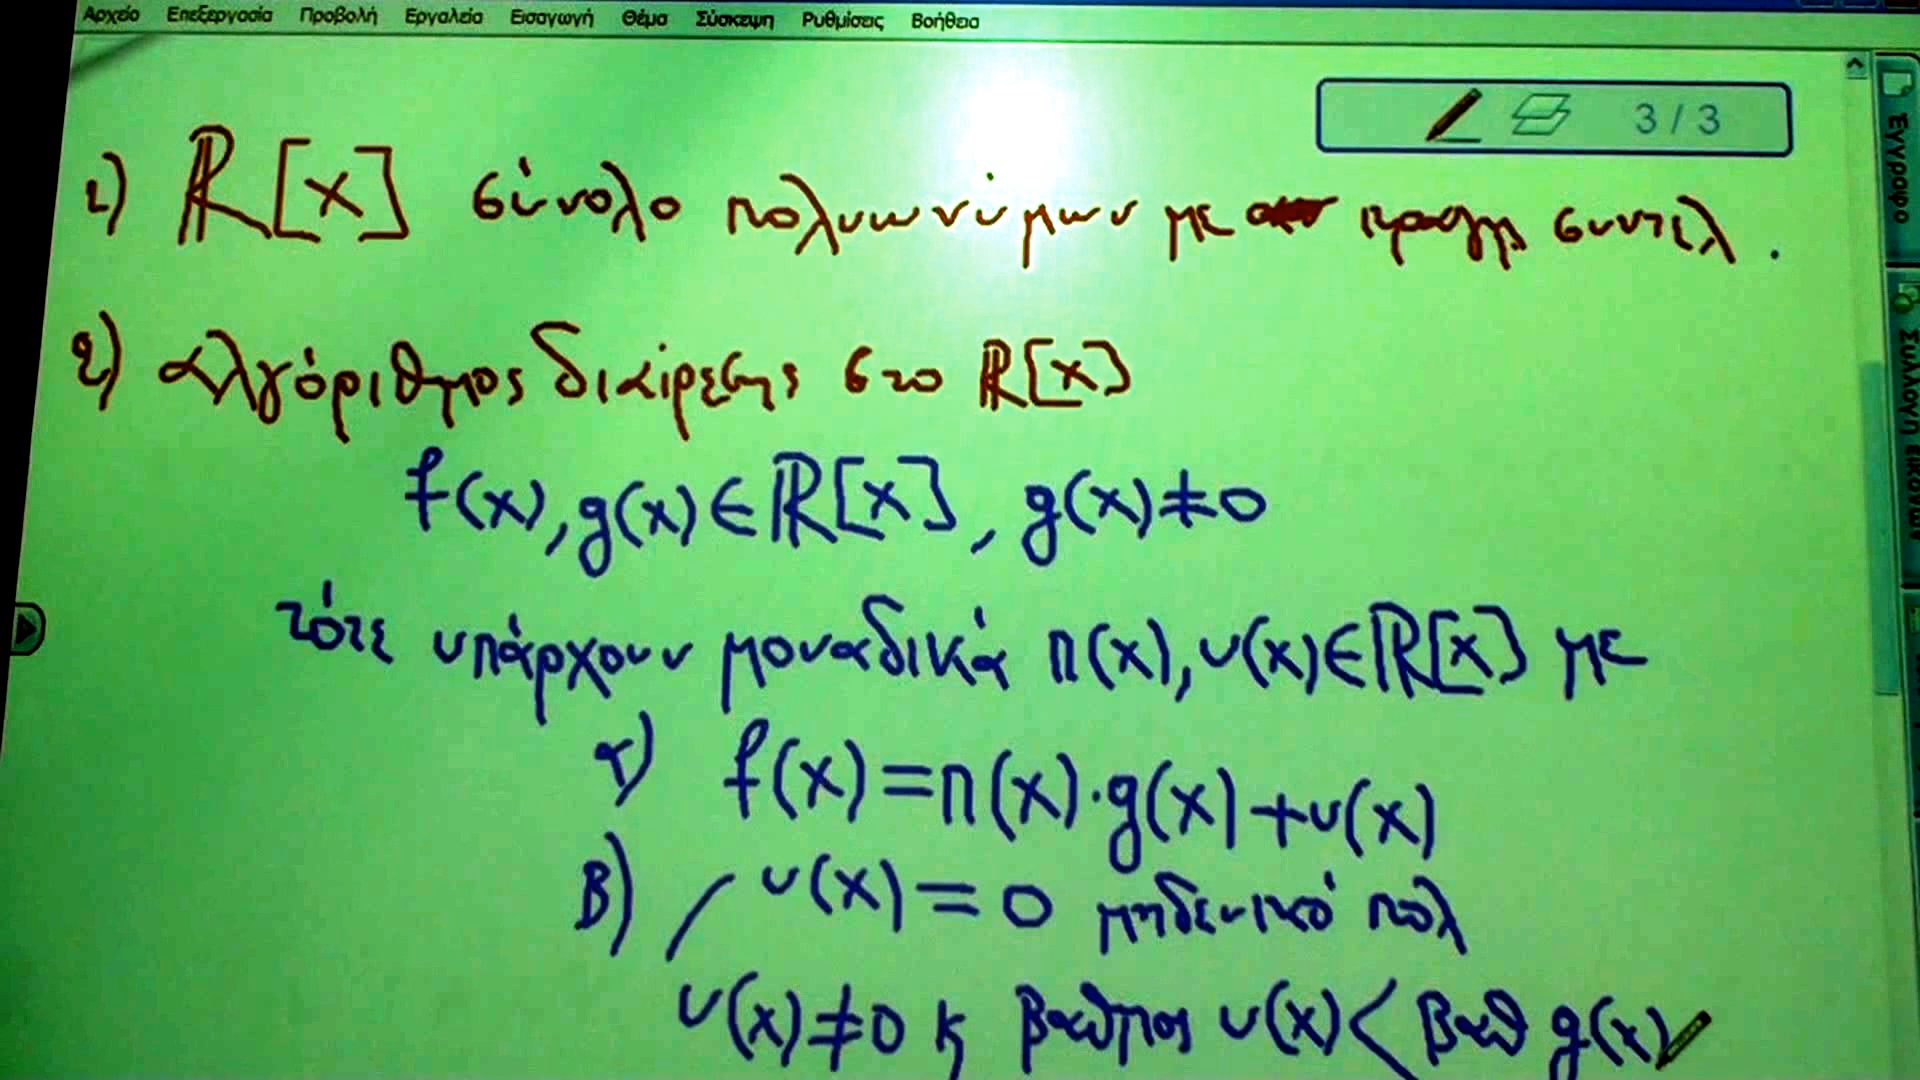 Αρχείο Επεξεργασία Προβολή Εργαλεία Εισαγωγή Θέμα Σύσκεψη Ρυθμίσεις Βοήθεια
3 / 3
1) ℝ[x] σύνολο πολυωνύμων με πραγμ συντελ.
2) αλγόριθμος διαίρεσης στο ℝ[x]
f(x), g(x) ∈ ℝ[x], g(x) ≠ 0
τότε υπάρχουν μοναδικά π(x), υ(x) ∈ ℝ[x] με
α) f(x) = π(x) · g(x) + υ(x)
β) υ(x) = 0 μηδενικό πολ
υ(x) ≠ 0 κ βαθμος υ(x) < βαθ g(x)
Έγγραφο
Συλλογή εικόνων